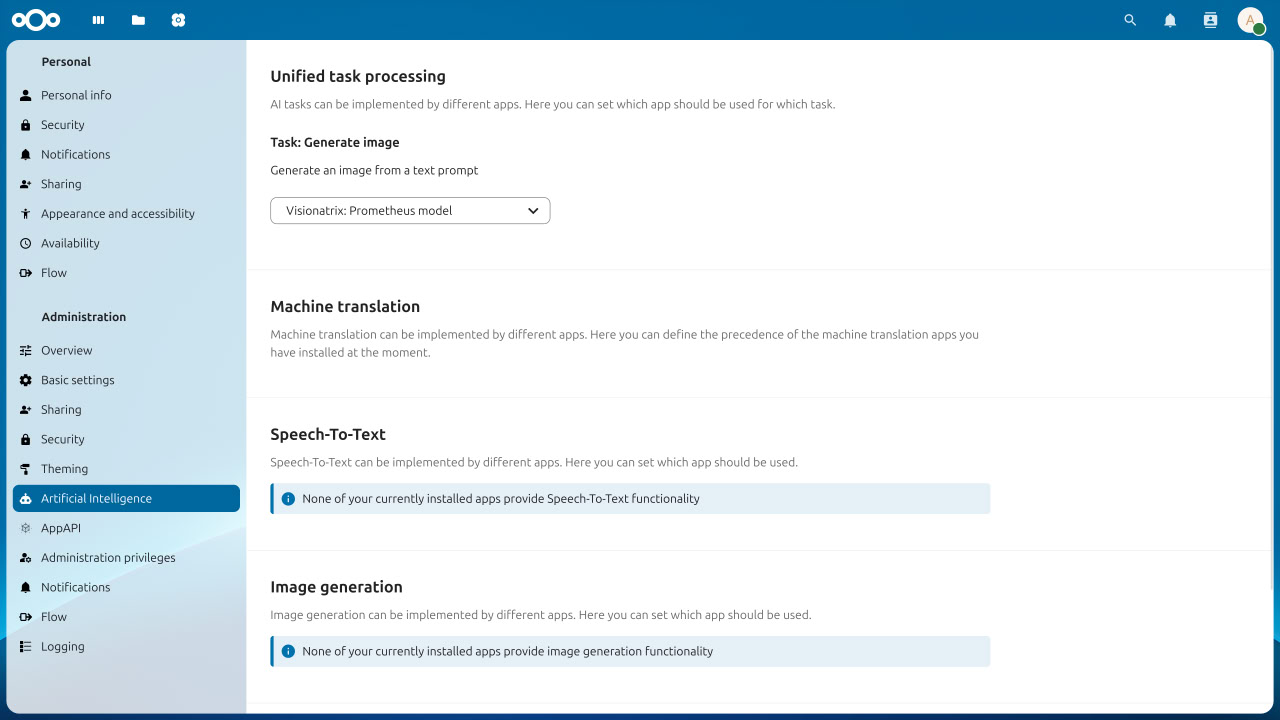 A
Personal
Personal info
Security
Notifications
Sharing
Appearance and accessibility
Availability
Flow
Administration
Overview
Basic settings
Sharing
Security
Theming
Artificial Intelligence
AppAPI
Administration privileges
Notifications
Flow
Logging
Unified task processing
AI tasks can be implemented by different apps. Here you can set which app should be used for which task.
Task: Generate image
Generate an image from a text prompt
Visionatrix: Prometheus model
Machine translation
Machine translation can be implemented by different apps. Here you can define the precedence of the machine translation apps you
have installed at the moment.
Speech-To-Text
Speech-To-Text can be implemented by different apps. Here you can set which app should be used.
None of your currently installed apps provide Speech-To-Text functionality
Image generation
Image generation can be implemented by different apps. Here you can set which app should be used.
None of your currently installed apps provide image generation functionality